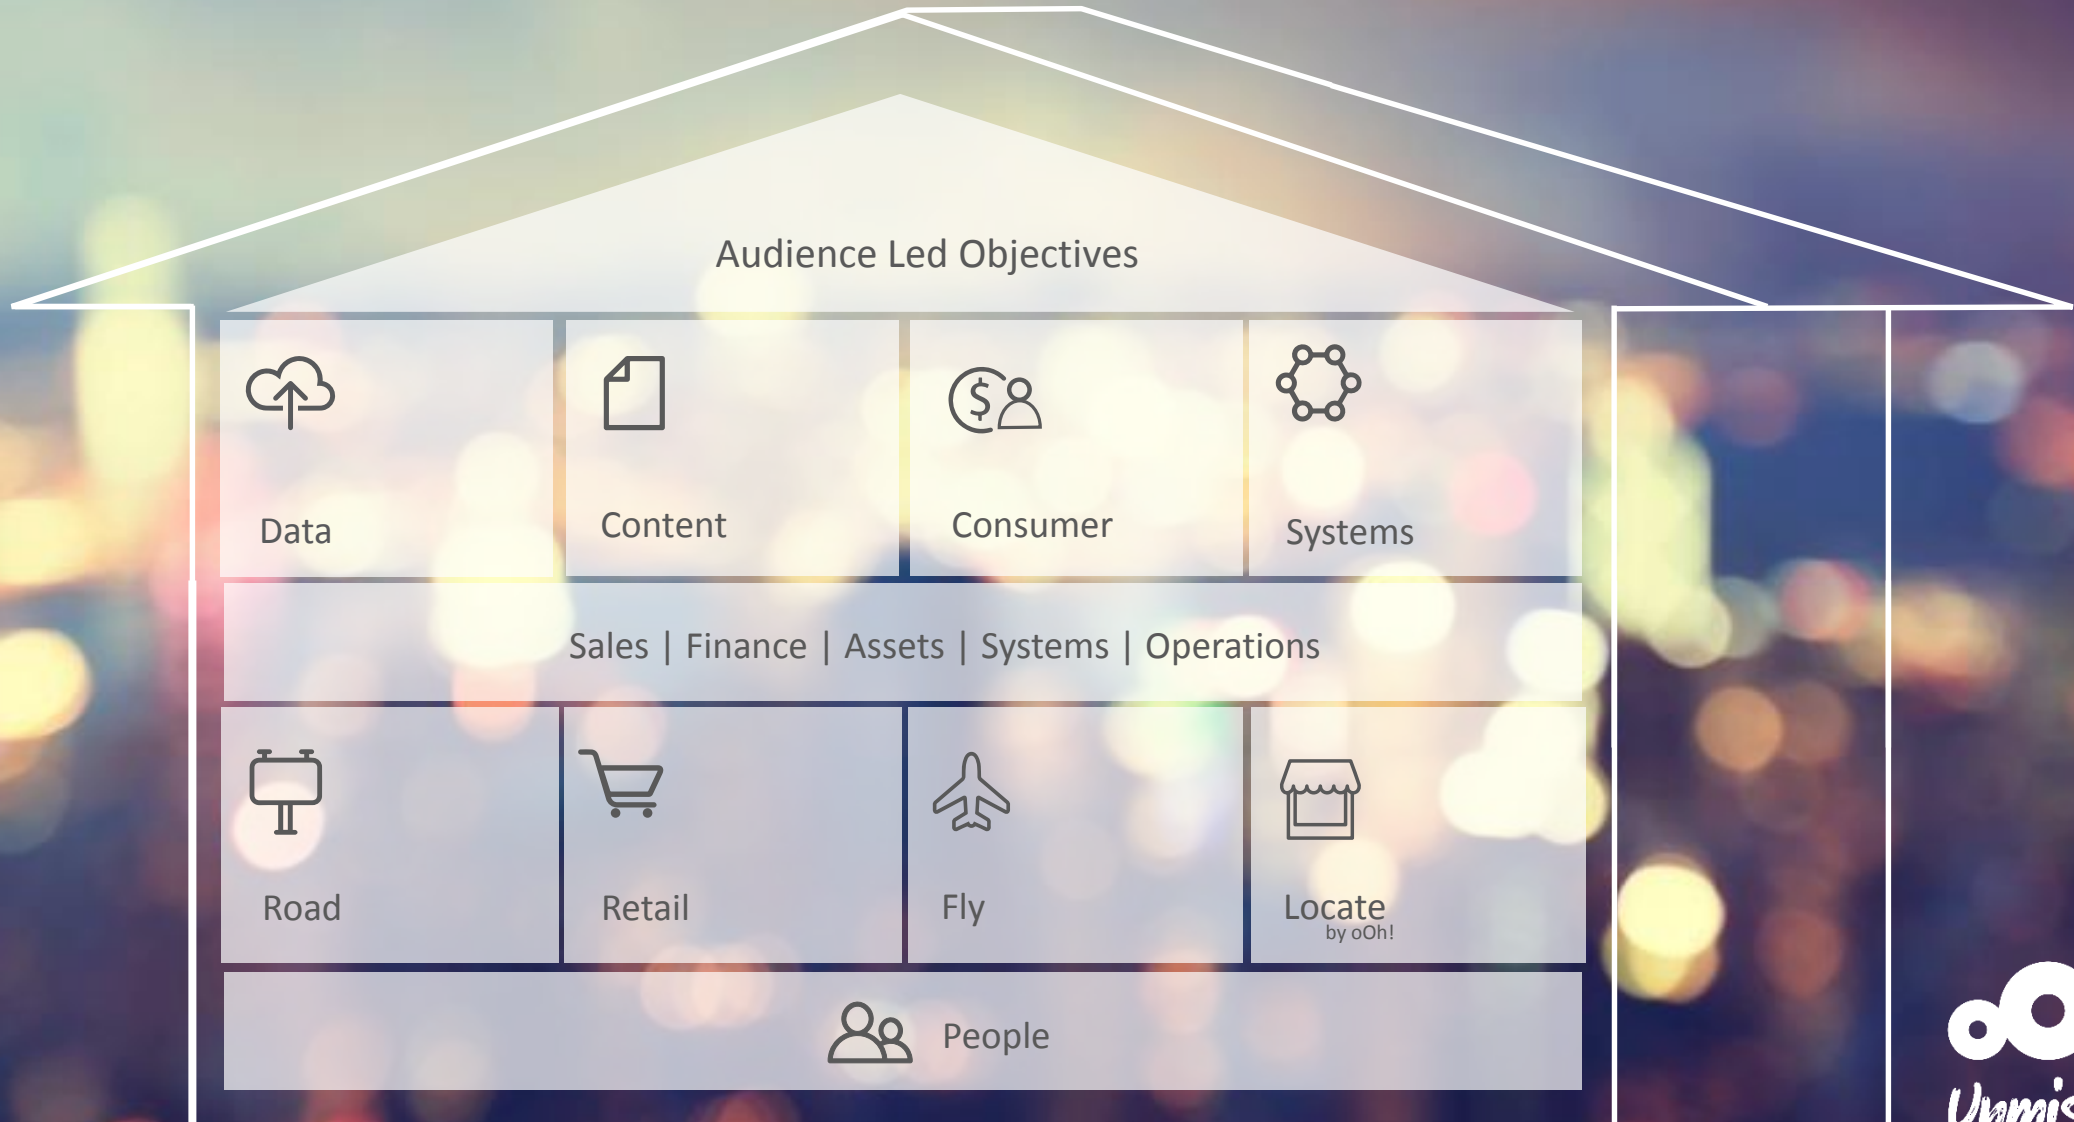 Audience Led Objectives
Data
Content
Consumer
Systems
Sales | Finance | Assets | Systems | Operations
Road
Retail
Fly
Locate
by oOh!
People